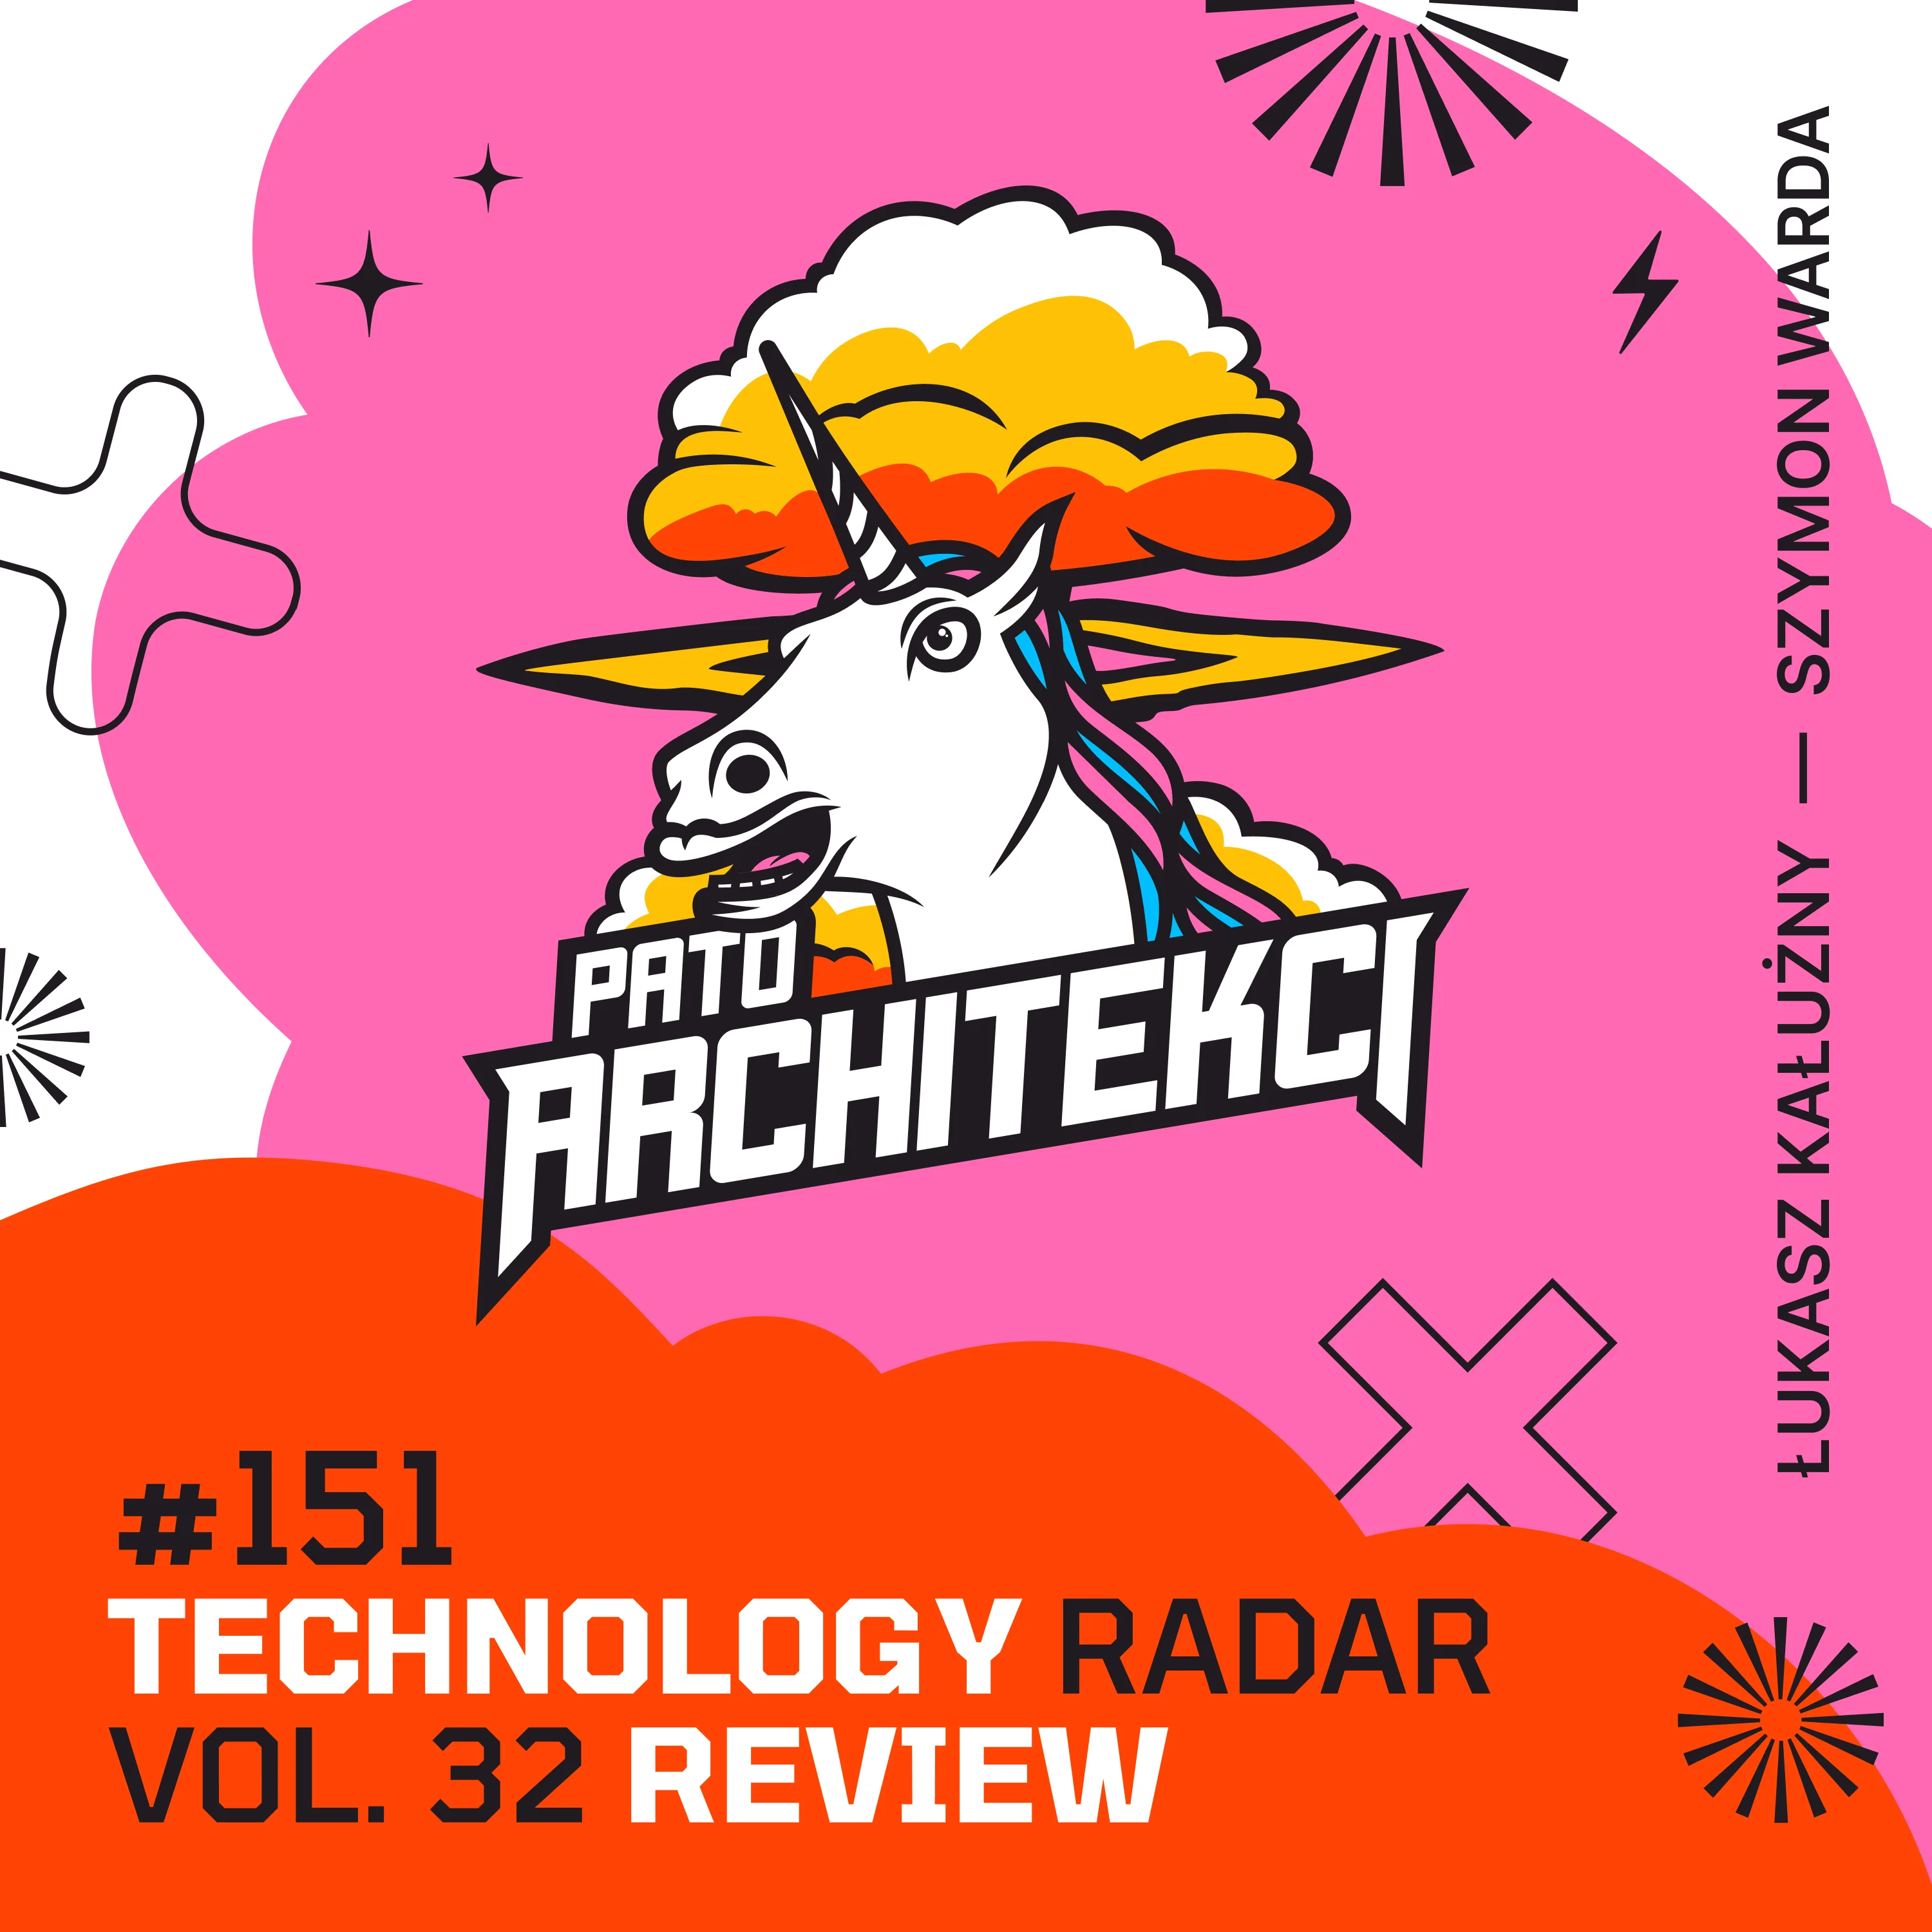 PATO
ARCHITEKCI
ŁUKASZ KAŁUŻNY — SZYMON WARDA
#151
TECHNOLOGY RADAR
VOL. 32 REVIEW